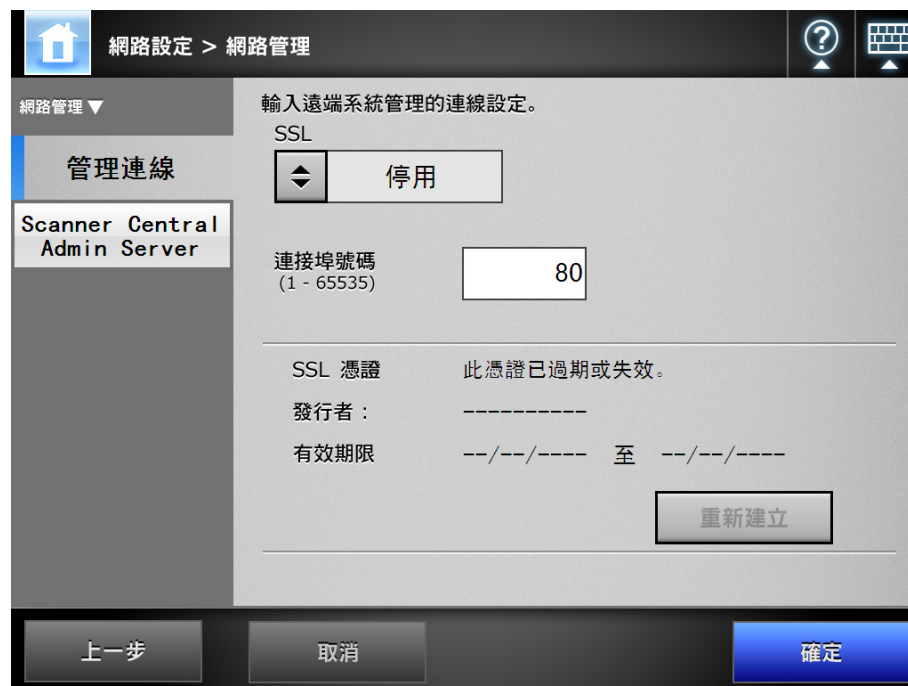 網路設定 > 網路管理
?
網路管理 ▼
管理連線
Scanner Central
Admin Server
輸入遠端系統管理的連線設定。
SSL
停用
連接埠號碼
(1 - 65535)
80
SSL 憑證 此憑證已過期或失效。
發行者： ----------
有效期限 --/--/---- 至 --/--/----
重新建立
上一步
取消
確定